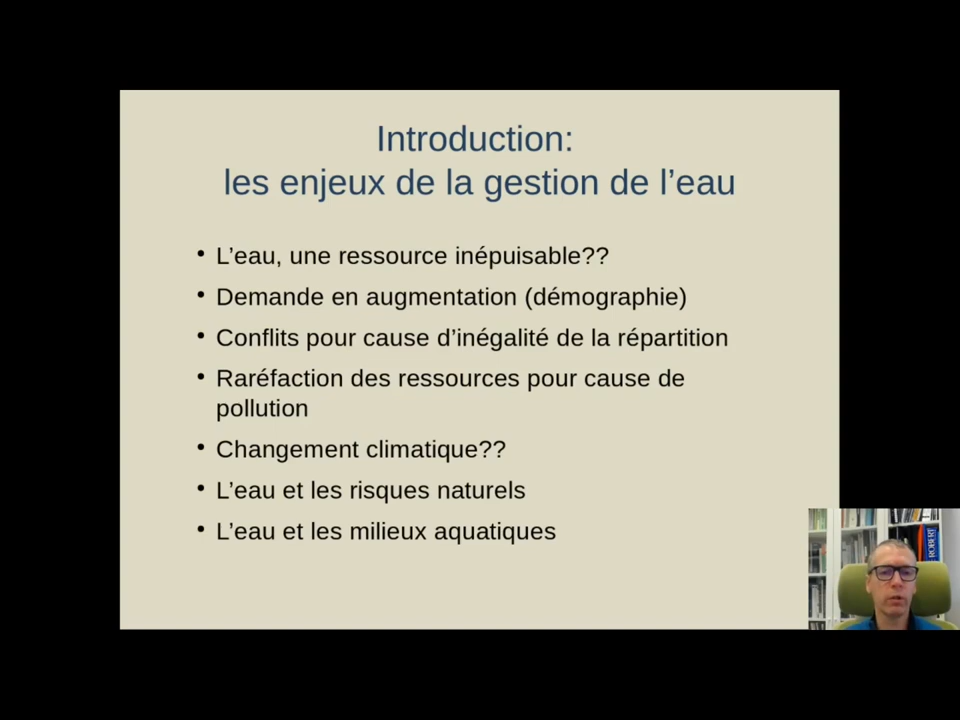 Introduction:
les enjeux de la gestion de l’eau
• L’eau, une ressource inépuisable??
• Demande en augmentation (démographie)
• Conflits pour cause d’inégalité de la répartition
• Raréfaction des ressources pour cause de
pollution
• Changement climatique??
• L’eau et les risques naturels
• L’eau et les milieux aquatiques
ROBERT